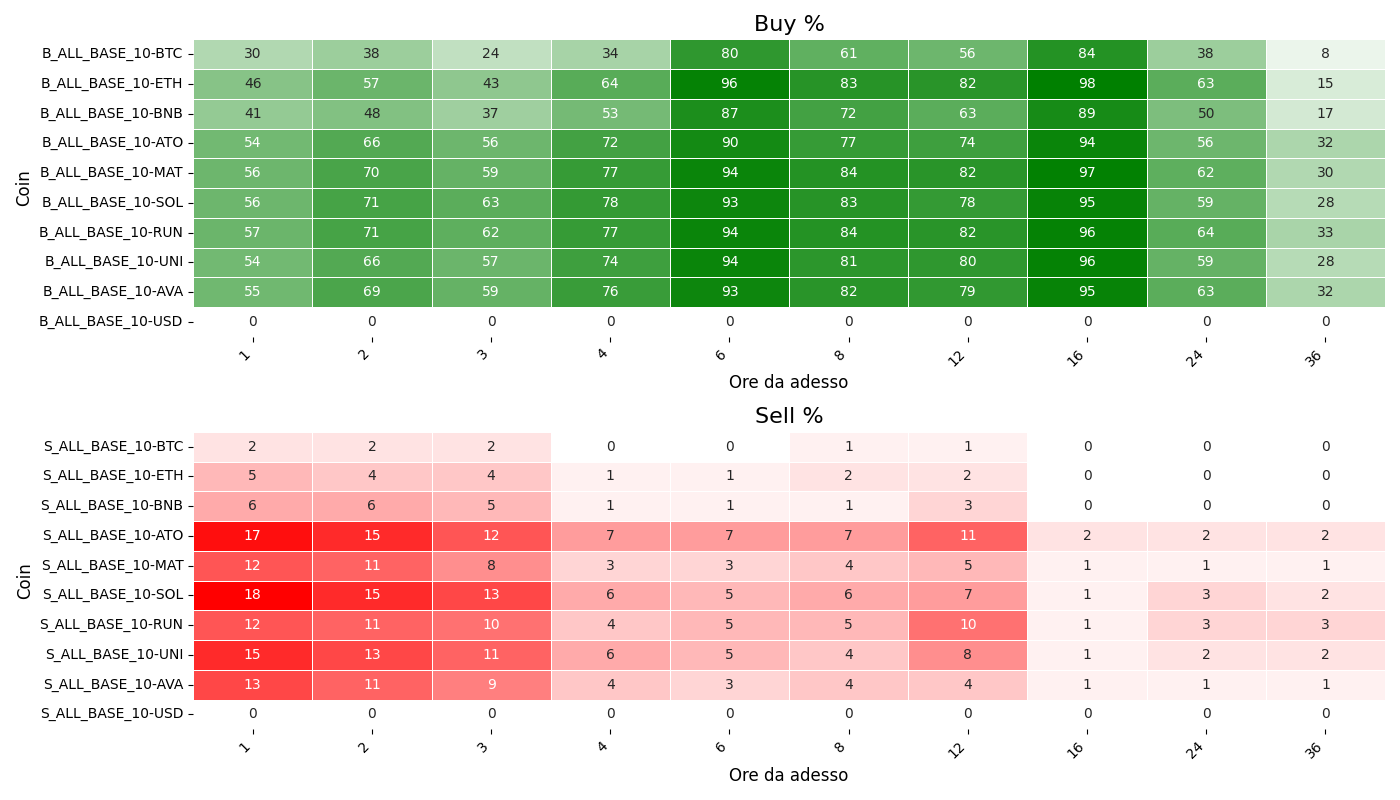 Buy %
Coin
B_ALL_BASE_10-BTC 30 38 24 34 80 61 56 84 38 8
B_ALL_BASE_10-ETH 46 57 43 64 96 83 82 98 63 15
B_ALL_BASE_10-BNB 41 48 37 53 87 72 63 89 50 17
B_ALL_BASE_10-ATO 54 66 56 72 90 77 74 94 56 32
B_ALL_BASE_10-MAT 56 70 59 77 94 84 82 97 62 30
B_ALL_BASE_10-SOL 56 71 63 78 93 83 78 95 59 28
B_ALL_BASE_10-RUN 57 71 62 77 94 84 82 96 64 33
B_ALL_BASE_10-UNI 54 66 57 74 94 81 80 96 59 28
B_ALL_BASE_10-AVA 55 69 59 76 93 82 79 95 63 32
B_ALL_BASE_10-USD 0 0 0 0 0 0 0 0 0 0
1 2 3 4 6 8 12 16 24 36
Ore da adesso
Sell %
Coin
S_ALL_BASE_10-BTC 2 2 2 0 0 1 1 0 0 0
S_ALL_BASE_10-ETH 5 4 4 1 1 2 2 0 0 0
S_ALL_BASE_10-BNB 6 6 5 1 1 1 3 0 0 0
S_ALL_BASE_10-ATO 17 15 12 7 7 7 11 2 2 2
S_ALL_BASE_10-MAT 12 11 8 3 3 4 5 1 1 1
S_ALL_BASE_10-SOL 18 15 13 6 5 6 7 1 3 2
S_ALL_BASE_10-RUN 12 11 10 4 5 5 10 1 3 3
S_ALL_BASE_10-UNI 15 13 11 6 5 4 8 1 2 2
S_ALL_BASE_10-AVA 13 11 9 4 3 4 4 1 1 1
S_ALL_BASE_10-USD 0 0 0 0 0 0 0 0 0 0
1 2 3 4 6 8 12 16 24 36
Ore da adesso